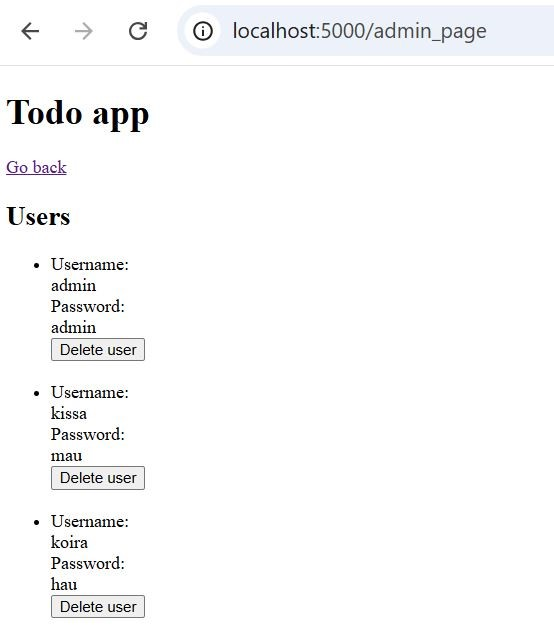 localhost:5000/admin_page
Todo app
Go back
Users
Username:
admin
Password:
admin
Delete user
Username:
kissa
Password:
mau
Delete user
Username:
koira
Password:
hau
Delete user